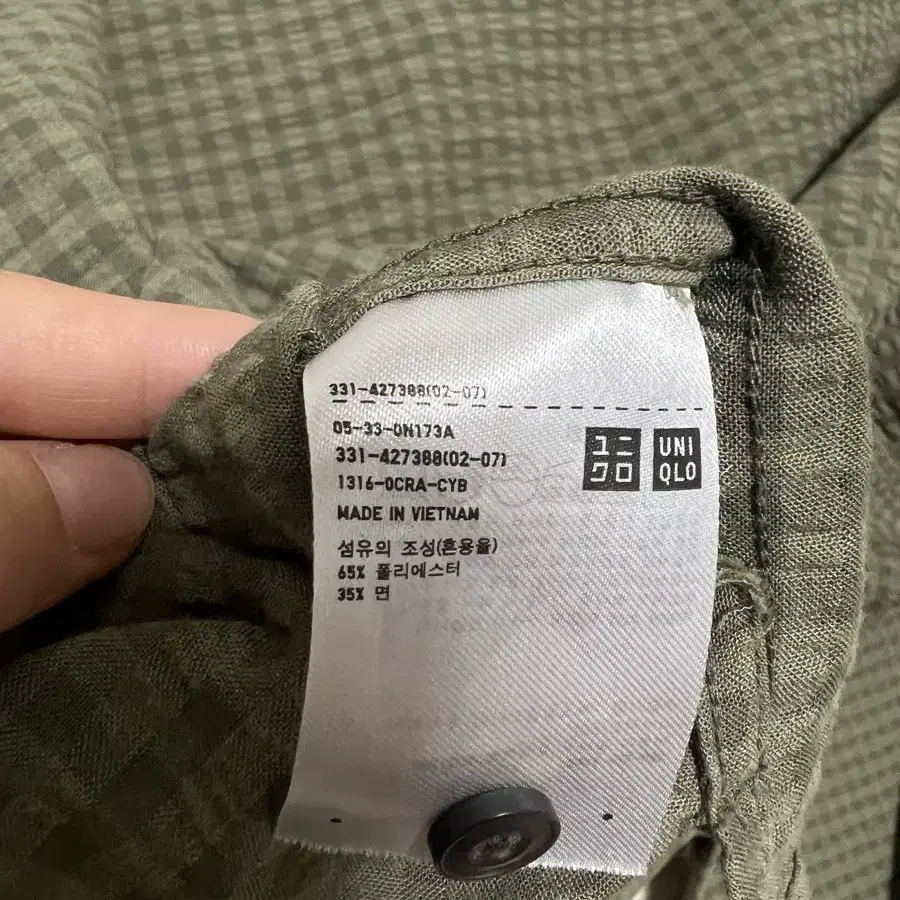 331-427388(02-07)
05-33-0N173A
331-427388(02-07)
1316-0CRA-CYB
MADE IN VIETNAM
ユニ
クロ
UNI
QLO
섬유의 조성(혼용율)
65% 폴리에스터
35% 면